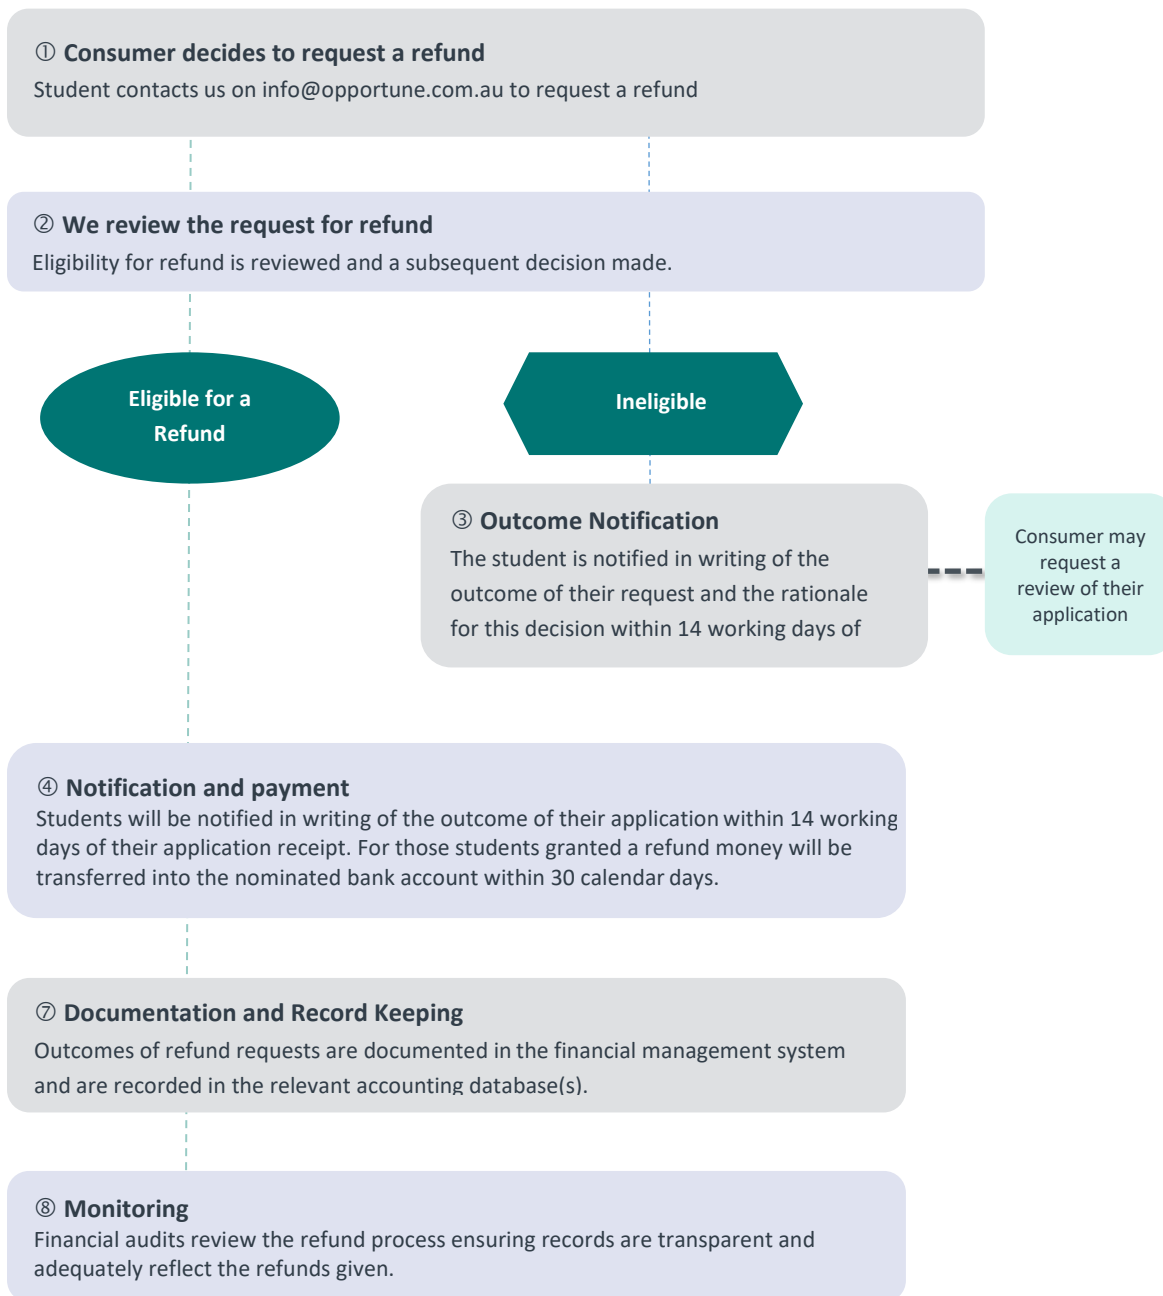 ① Consumer decides to request a refund
Student contacts us on info@opportune.com.au to request a refund
② We review the request for refund
Eligibility for refund is reviewed and a subsequent decision made.
Eligible for a
Refund
Ineligible
③ Outcome Notification
The student is notified in writing of the
outcome of their request and the rationale
for this decision within 14 working days of
Consumer may
request a
review of their
application
④ Notification and payment
Students will be notified in writing of the outcome of their application within 14 working
days of their application receipt. For those students granted a refund money will be
transferred into the nominated bank account within 30 calendar days.
⑦ Documentation and Record Keeping
Outcomes of refund requests are documented in the financial management system
and are recorded in the relevant accounting database(s).
⑧ Monitoring
Financial audits review the refund process ensuring records are transparent and
adequately reflect the refunds given.